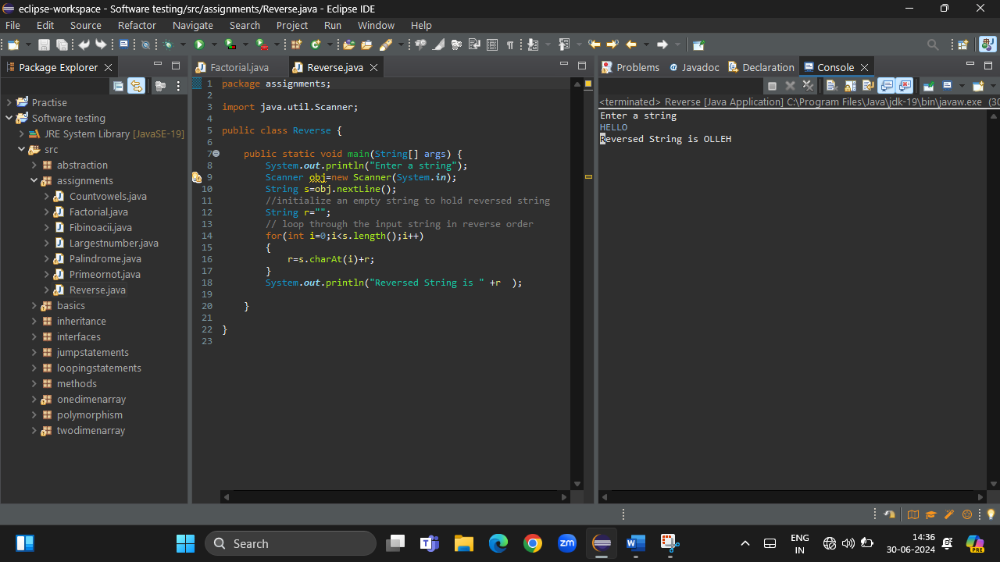 eclipse-workspace - Software testing/src/assignments/Reverse.java - Eclipse IDE
File Edit Source Refactor Navigate Search Project Run Window Help
Package Explorer
Practise
Software testing
JRE System Library [JavaSE-19]
src
abstraction
assignments
Countvowels.java
Factorial.java
Fibinoacii.java
Largestnumber.java
Palindrome.java
Primeornot.java
Reverse.java
basics
inheritance
interfaces
jumpstatements
loopingstatements
methods
onedimenarray
polymorphism
twodimenarray
Factorial.java Reverse.java
1 package assignments;
2
3 import java.util.Scanner;
4
5 public class Reverse {
6
7 public static void main(String[] args) {
8 System.out.println("Enter a string");
9 Scanner obj=new Scanner(System.in);
10 String s=obj.nextLine();
11 //initialize an empty string to hold reversed string
12 String r="";
13 // loop through the input string in reverse order
14 for(int i=0;i<s.length();i++)
15 {
16 r=s.charAt(i)+r;
17 }
18 System.out.println("Reversed String is " +r  );
19
20 }
21
22 }
23
Problems Javadoc Declaration Console
<terminated> Reverse [Java Application] C:\Program Files\Java\jdk-19\bin\javaw.exe (30
Enter a string
HELLO
Reversed String is OLLEH
Search
zm
ENG
IN
14:36
30-06-2024
PRE